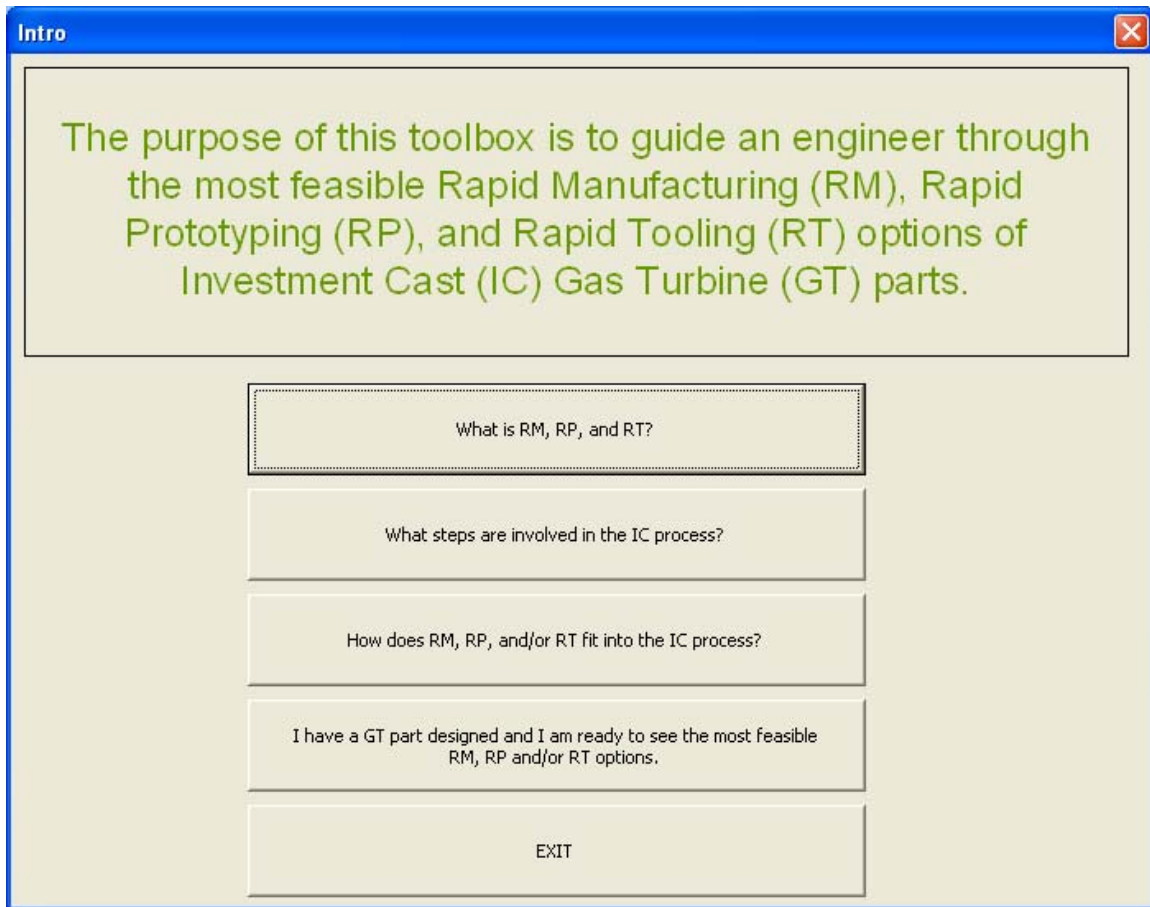 Intro
The purpose of this toolbox is to guide an engineer through
the most feasible Rapid Manufacturing (RM), Rapid
Prototyping (RP), and Rapid Tooling (RT) options of
Investment Cast (IC) Gas Turbine (GT) parts.
What is RM, RP, and RT?
What steps are involved in the IC process?
How does RM, RP, and/or RT fit into the IC process?
I have a GT part designed and I am ready to see the most feasible
RM, RP and/or RT options.
EXIT